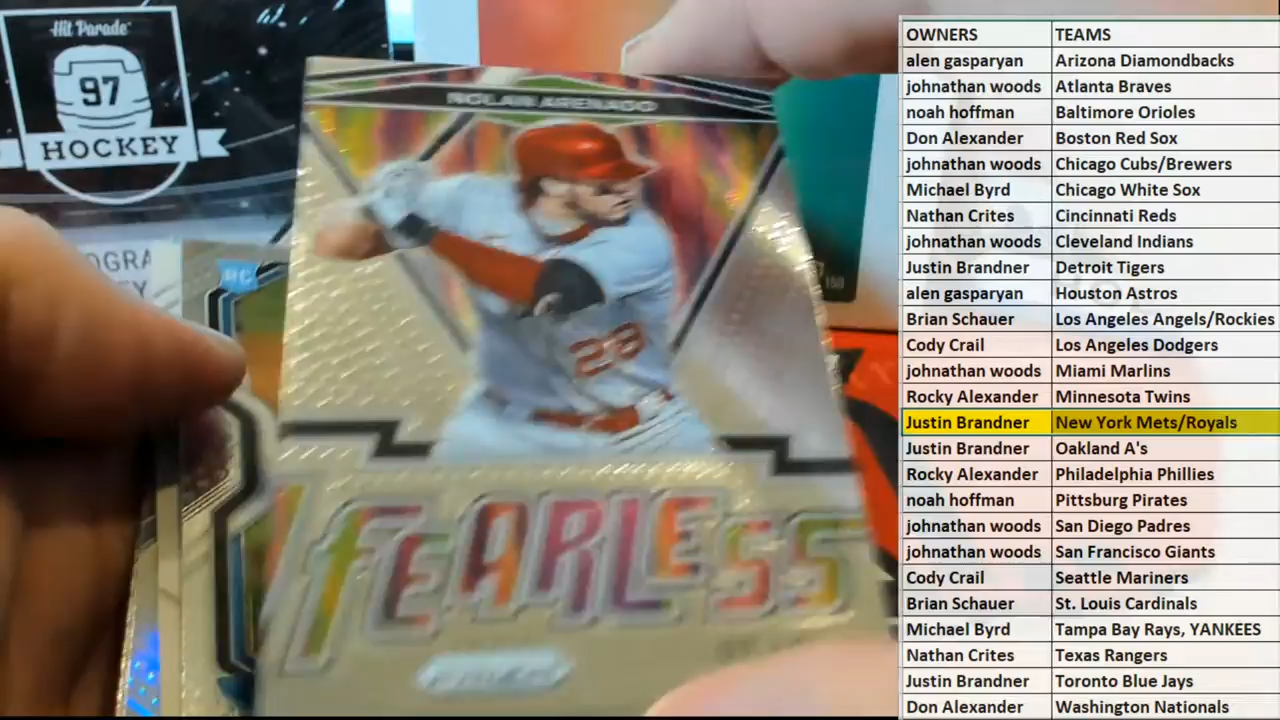 Hit Parade
97
HOCKEY
OGRA
EY
RC
NOLAN ARENADO
28
FEARLESS
PRIZM
OWNERS TEAMS
alen gasparyan Arizona Diamondbacks
johnathan woods Atlanta Braves
noah hoffman Baltimore Orioles
Don Alexander Boston Red Sox
johnathan woods Chicago Cubs/Brewers
Michael Byrd Chicago White Sox
Nathan Crites Cincinnati Reds
johnathan woods Cleveland Indians
Justin Brandner Detroit Tigers
alen gasparyan Houston Astros
Brian Schauer Los Angeles Angels/Rockies
Cody Crail Los Angeles Dodgers
johnathan woods Miami Marlins
Rocky Alexander Minnesota Twins
Justin Brandner New York Mets/Royals
Justin Brandner Oakland A's
Rocky Alexander Philadelphia Phillies
noah hoffman Pittsburg Pirates
johnathan woods San Diego Padres
johnathan woods San Francisco Giants
Cody Crail Seattle Mariners
Brian Schauer St. Louis Cardinals
Michael Byrd Tampa Bay Rays, YANKEES
Nathan Crites Texas Rangers
Justin Brandner Toronto Blue Jays
Don Alexander Washington Nationals